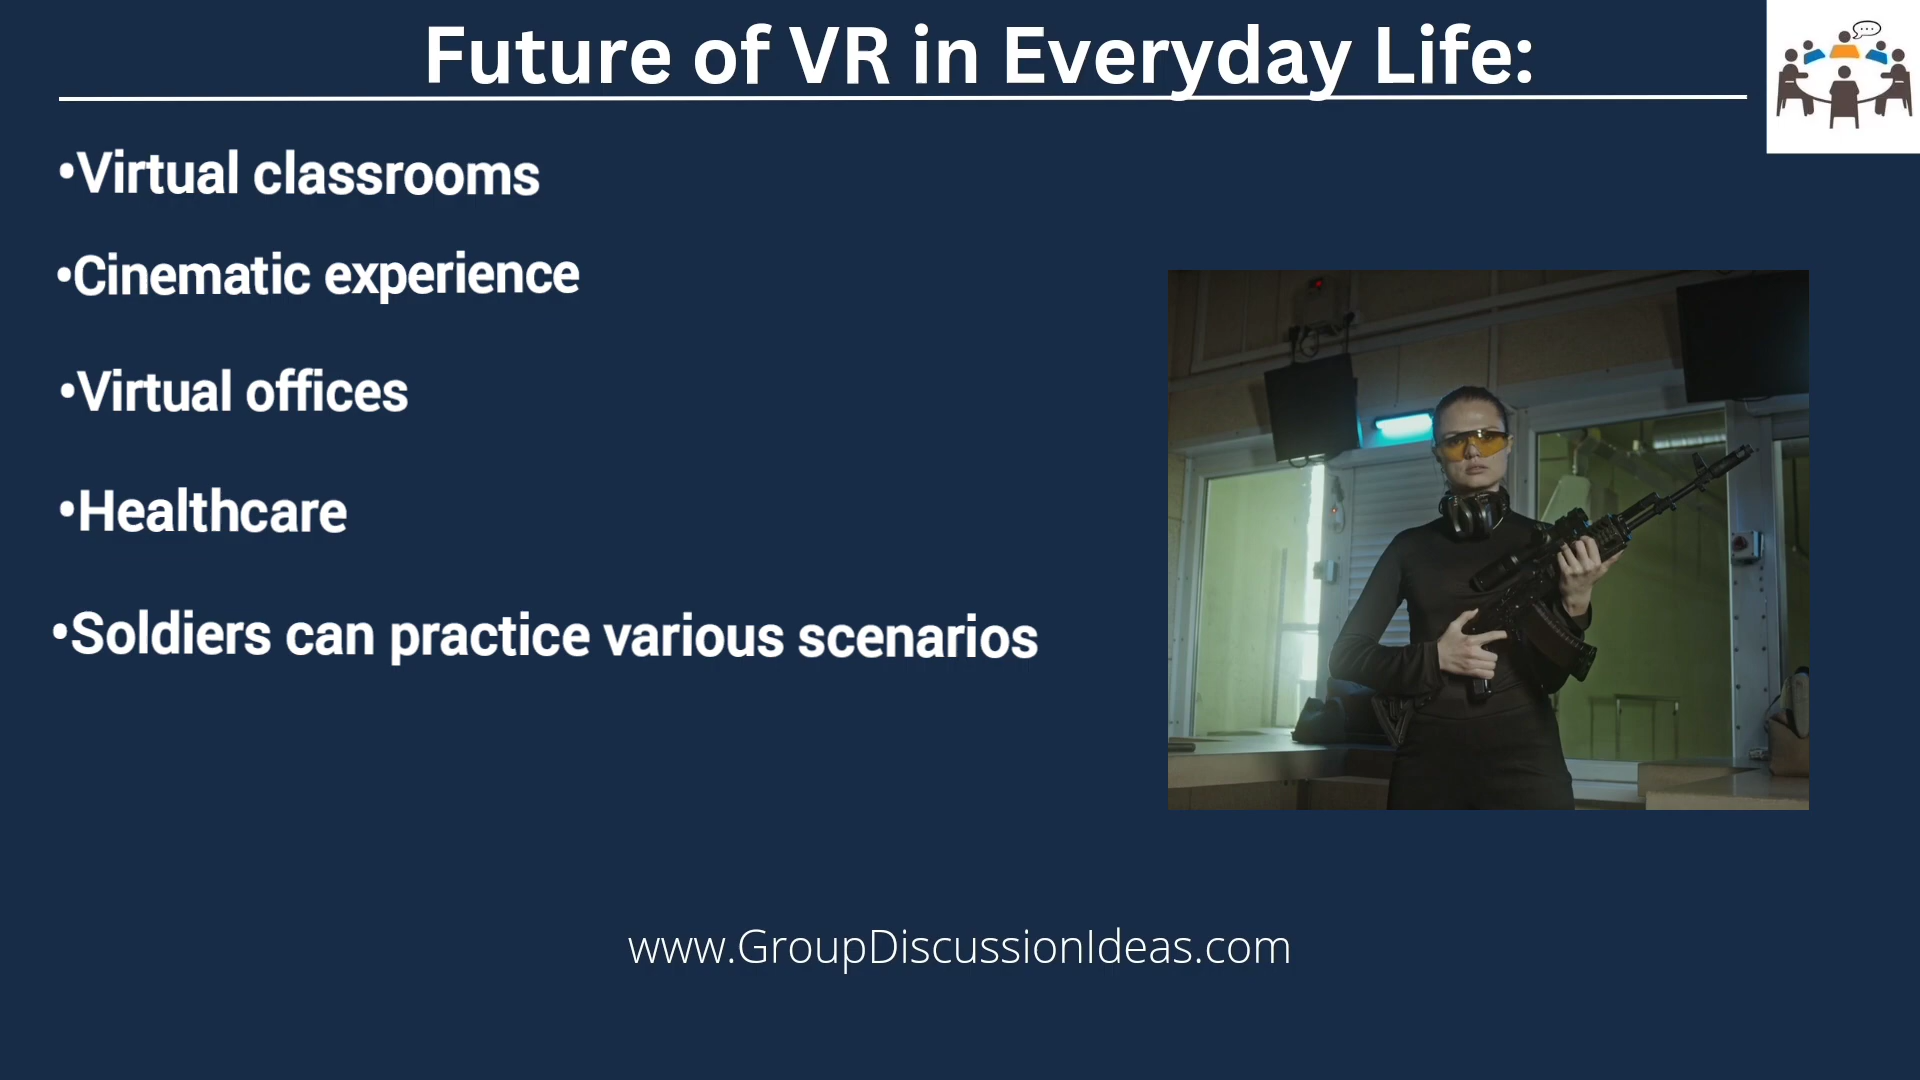 Future of VR in Everyday Life:
•Virtual classrooms
•Cinematic experience
•Virtual offices
•Healthcare
•Soldiers can practice various scenarios
www.GroupDiscussionIdeas.com